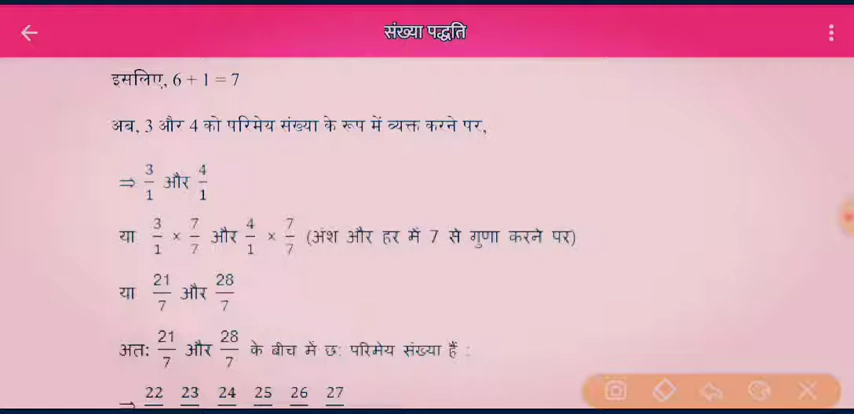 संख्या पद्धति
इसलिए, 6 + 1 = 7
अब, 3 और 4 को परिमेय संख्या के रूप में व्यक्त करने पर,
⇒ 3/1 और 4/1
या 3/1 × 7/7 और 4/1 × 7/7 (अंश और हर में 7 से गुणा करने पर)
या 21/7 और 28/7
अत: 21/7 और 28/7 के बीच में छ: परिमेय संख्या हैं :
⇒ 22 23 24 25 26 27